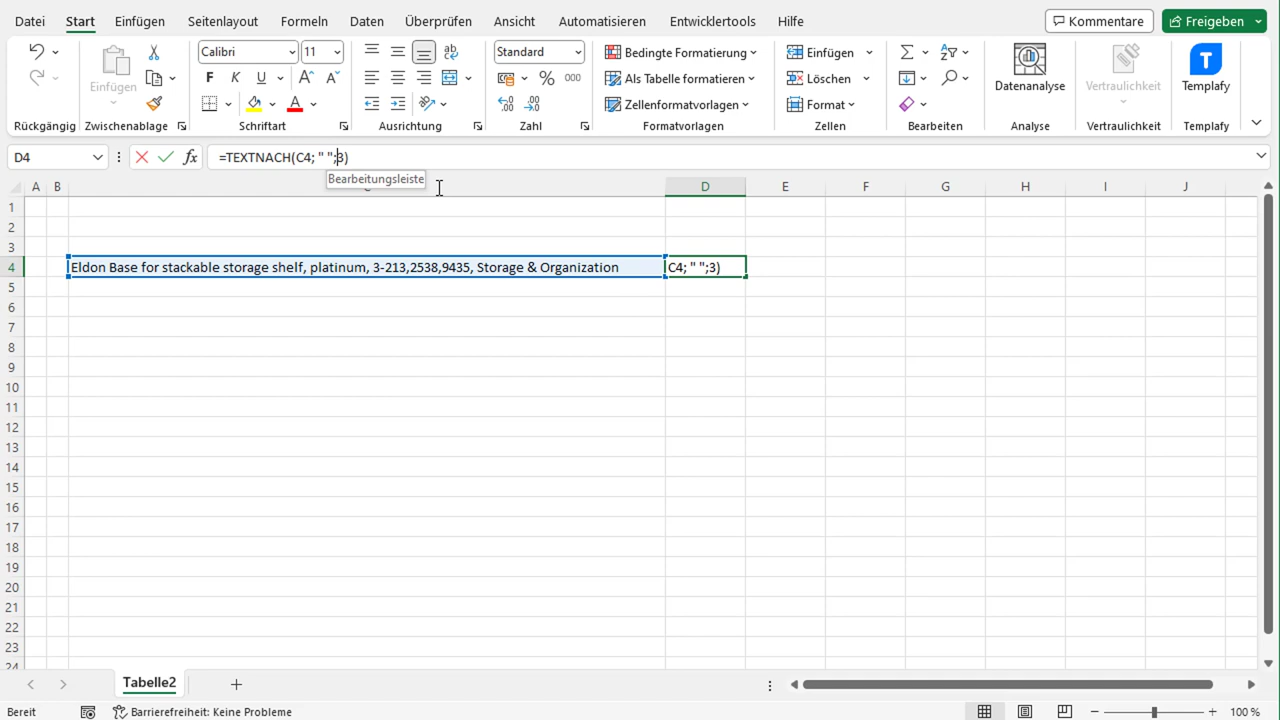 Datei Start Einfügen Seitenlayout Formeln Daten Überprüfen Ansicht Automatisieren Entwicklertools Hilfe Kommentare Freigeben
Calibri 11 Standard Bedingte Formatierung Einfügen
Einfügen F K U Als Tabelle formatieren Löschen Datenanalyse Vertraulichkeit Templafy
Zellenformatvorlagen Format
Rückgängig Zwischenablage Schriftart Ausrichtung Zahl Formatvorlagen Zellen Bearbeiten Analyse Vertraulichkeit Templafy
D4 fx =TEXTNACH(C4; " ";3)
Bearbeitungsleiste
A B C D E F G H I J
1
2
3
4 Eldon Base for stackable storage shelf, platinum, 3-213,2538,9435, Storage & Organization C4; " ";3)
5
6
7
8
9
10
11
12
13
14
15
16
17
18
19
20
21
22
23
24
Tabelle2
Bereit Barrierefreiheit: Keine Probleme 100 %